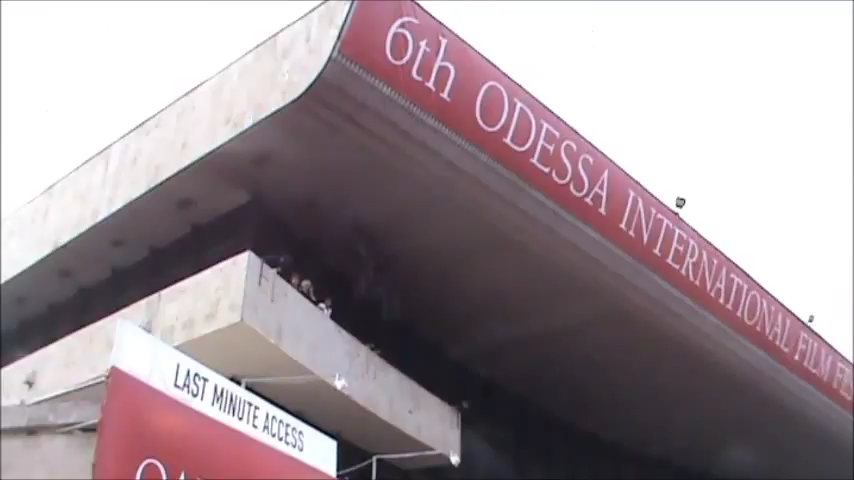 6th ODESSA INTERNATIONAL FILM
LAST MINUTE ACCESS